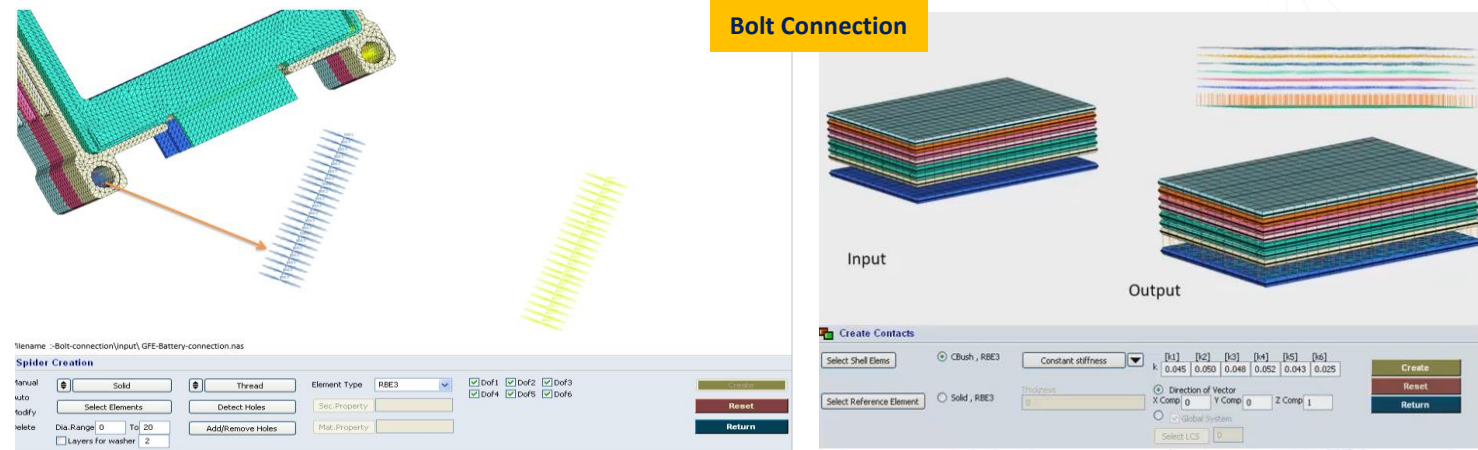 Bolt Connection
Input
Output
filename :-Bolt-connection\input\ GFE-Battery-connection.nas
Spider Creation
Manual
Auto
Modify
Delete
Solid
Thread
Element Type RBE3
Dof1 Dof2 Dof3
Dof4 Dof5 Dof6
Create
Select Elements
Detect Holes
Sec.Property
Reset
Dia.Range 0 To 20
Add/Remove Holes
Mat.Property
Return
Layers for washer 2
Create Contacts
Select Shell Elems
CBush , RBE3
Constant stiffness
[k1] [k2] [k3] [k4] [k5] [k6]
k 0.045 0.050 0.048 0.052 0.043 0.025
Create
Reset
Return
Select Reference Element
Solid , RBE3
Thickness
0
Direction of Vector
X Comp 0 Y Comp 0 Z Comp 1
Global System
Select LCS 0